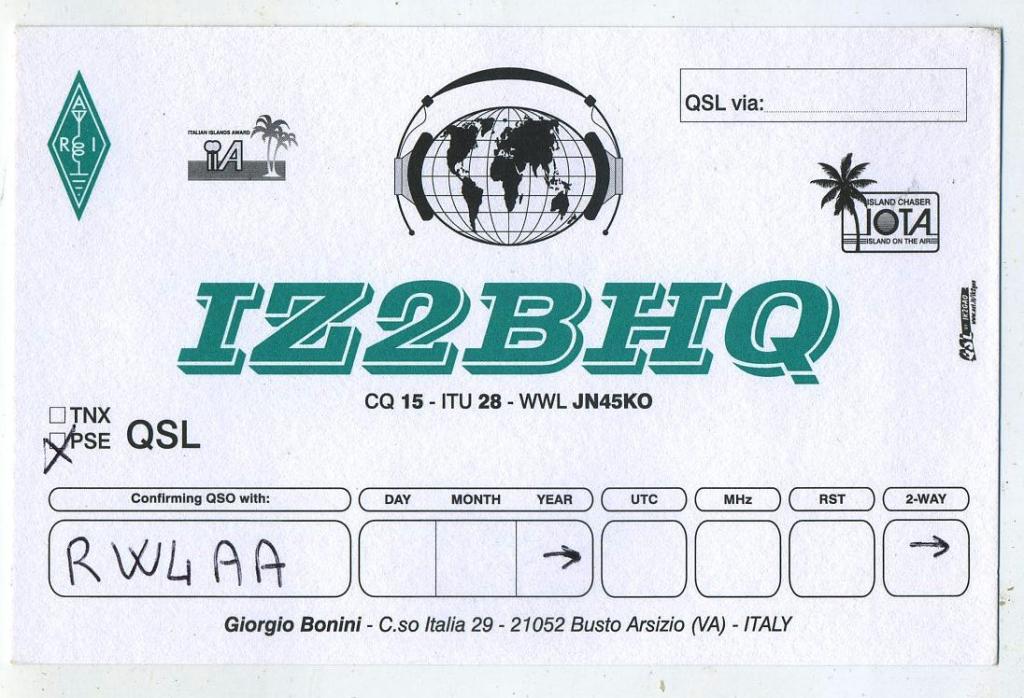 A
R I
ITALIAN ISLANDS AWARD
iiA
QSL via:
ISLAND CHASER
IOTA
ISLAND ON THE AIR
IZ2BHQ
CQ 15 - ITU 28 - WWL JN45KO
TNX
PSE QSL
Confirming QSO with: DAY MONTH YEAR UTC MHz RST 2-WAY
RW4AA → →
Giorgio Bonini - C.so Italia 29 - 21052 Busto Arsizio (VA) - ITALY
QSL